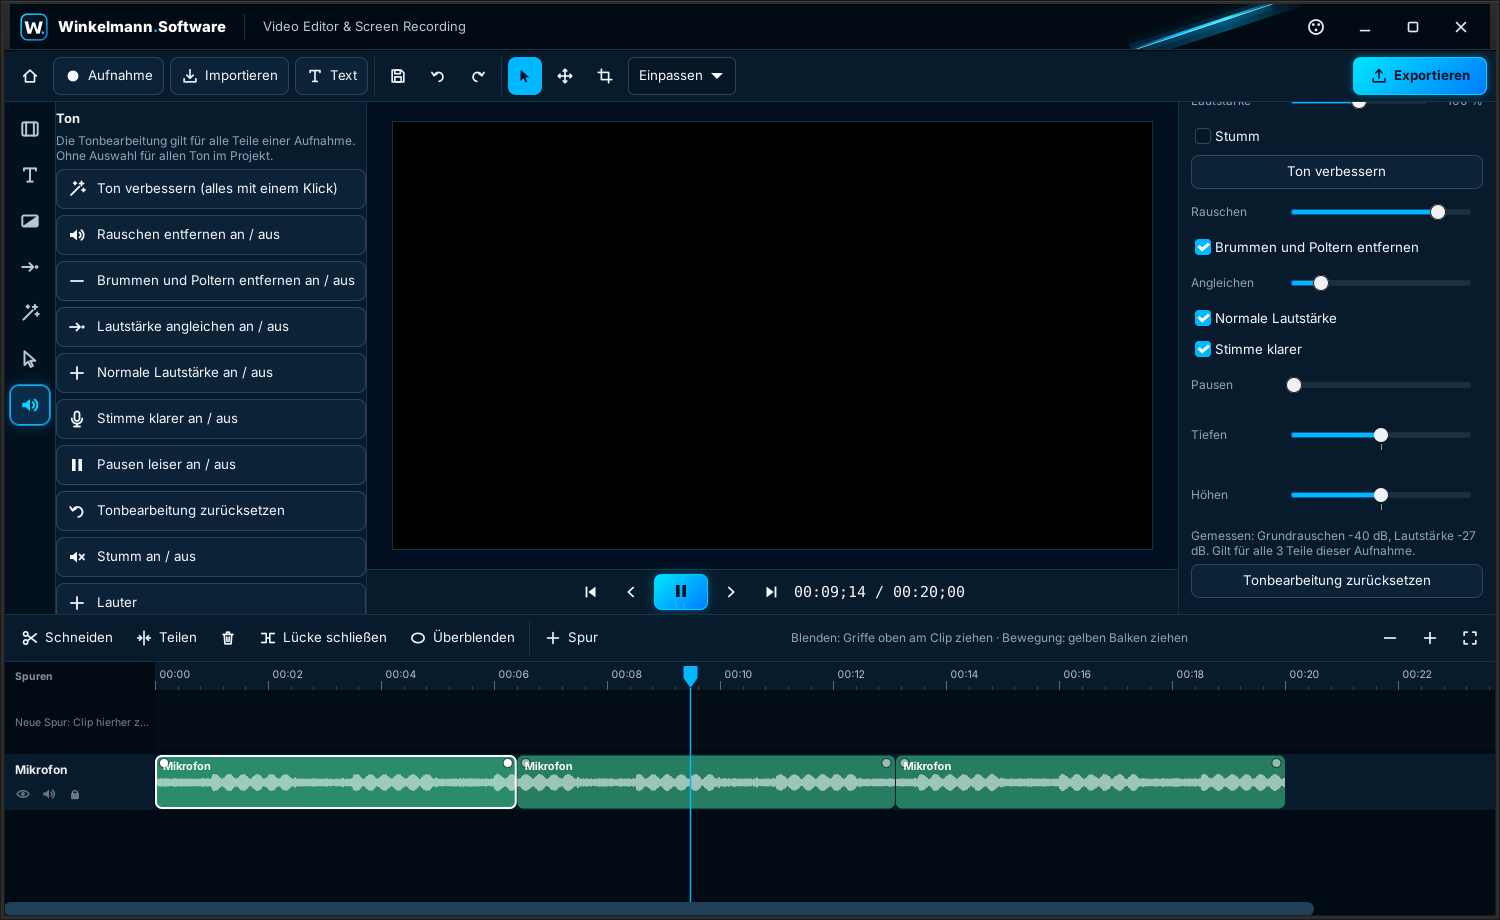 W. Winkelmann.Software Video Editor & Screen Recording
Aufnahme Importieren Text Einpassen Exportieren
Ton
Die Tonbearbeitung gilt für alle Teile einer Aufnahme.
Ohne Auswahl für allen Ton im Projekt.
Ton verbessern (alles mit einem Klick)
Rauschen entfernen an / aus
Brummen und Poltern entfernen an / aus
Lautstärke angleichen an / aus
Normale Lautstärke an / aus
Stimme klarer an / aus
Pausen leiser an / aus
Tonbearbeitung zurücksetzen
Stumm an / aus
Lauter
00:09;14 / 00:20;00
Lautstärke 100 %
Stumm
Ton verbessern
Rauschen
Brummen und Poltern entfernen
Angleichen
Normale Lautstärke
Stimme klarer
Pausen
Tiefen
Höhen
Gemessen: Grundrauschen -40 dB, Lautstärke -27
dB. Gilt für alle 3 Teile dieser Aufnahme.
Tonbearbeitung zurücksetzen
Schneiden Teilen Lücke schließen Überblenden Spur Blenden: Griffe oben am Clip ziehen · Bewegung: gelben Balken ziehen
Spuren 00:00 00:02 00:04 00:06 00:08 00:10 00:12 00:14 00:16 00:18 00:20 00:22
Neue Spur: Clip hierher z...
Mikrofon Mikrofon Mikrofon Mikrofon